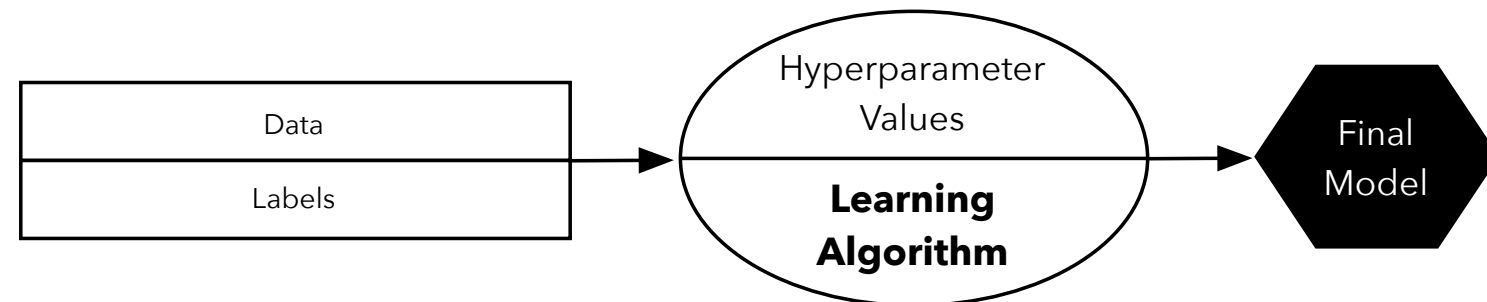 Data
Labels
Hyperparameter
Values
Learning
Algorithm
Final
Model